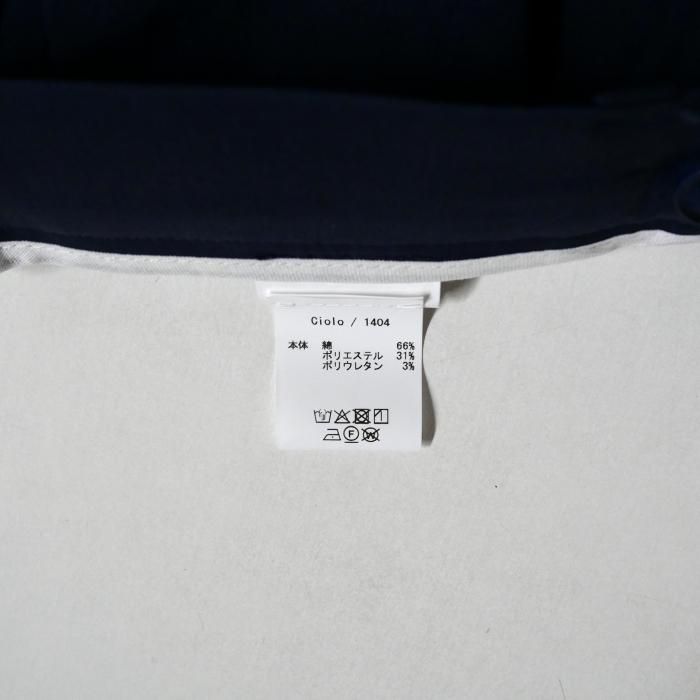 Ciolo / 1404
本体 綿 66%
ポリエステル 31%
ポリウレタン 3%